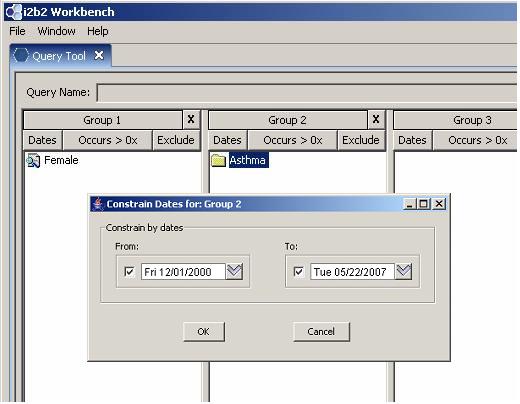 i2b2 Workbench
File Window Help
Query Tool X
Query Name:
Group 1 X Group 2 X Group 3
Dates Occurs > 0x Exclude Dates Occurs > 0x Exclude Dates Occurs > 0x
Female Asthma
Constrain Dates for: Group 2
Constrain by dates
From: To:
Fri 12/01/2000 Tue 05/22/2007
OK Cancel